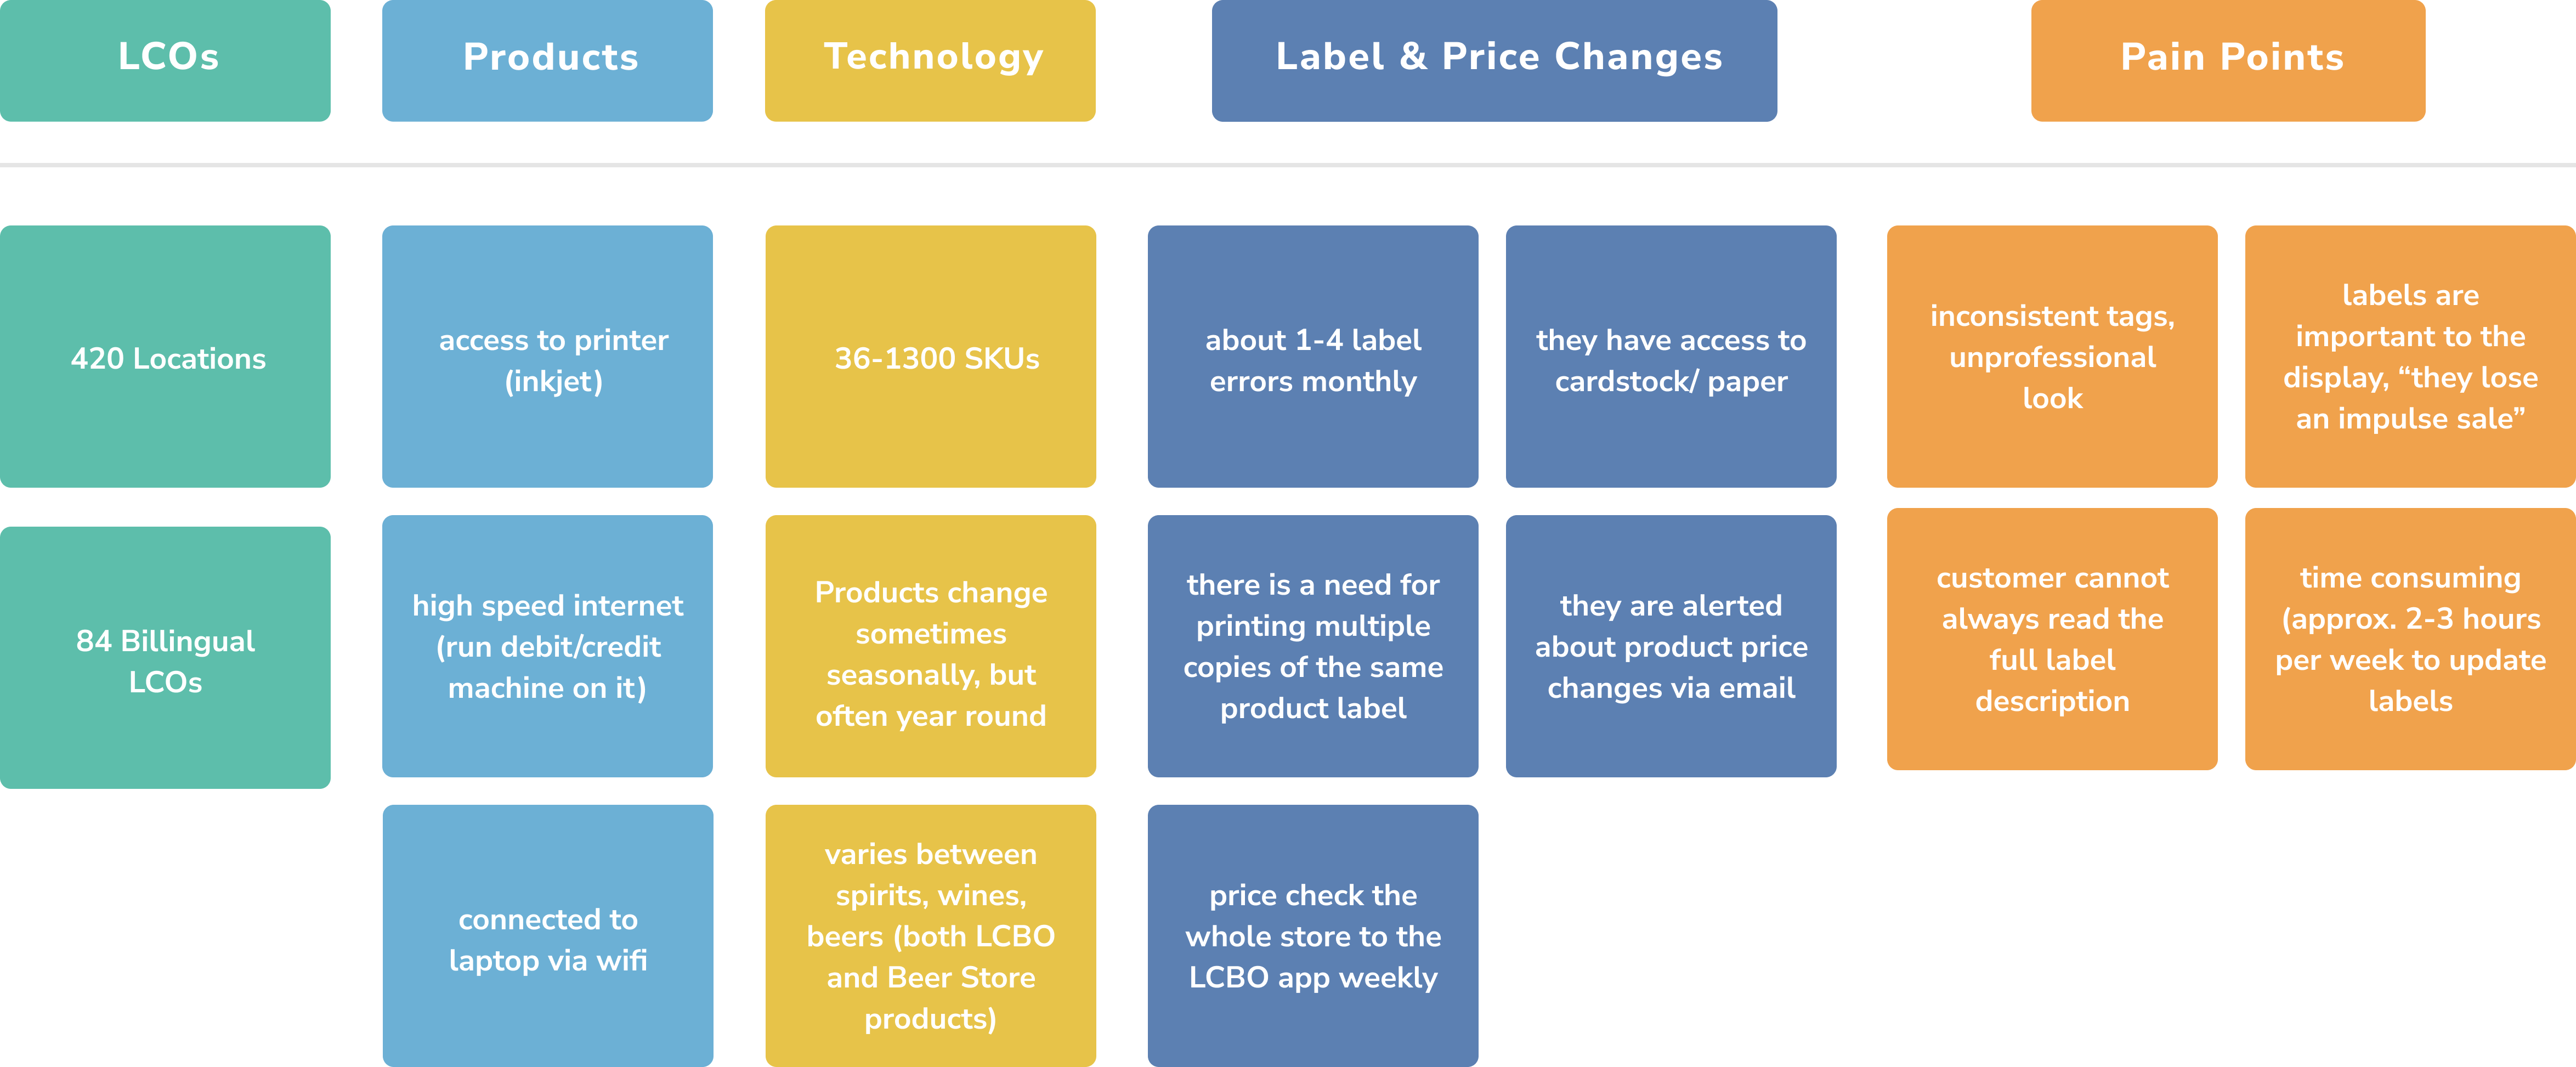 LCOs
Products
Technology
Label & Price Changes
Pain Points
420 Locations
84 Billingual
LCOs
access to printer
(inkjet)
high speed internet
(run debit/credit
machine on it)
connected to
laptop via wifi
36-1300 SKUs
Products change
sometimes
seasonally, but
often year round
varies between
spirits, wines,
beers (both LCBO
and Beer Store
products)
about 1-4 label
errors monthly
they have access to
cardstock/ paper
there is a need for
printing multiple
copies of the same
product label
they are alerted
about product price
changes via email
price check the
whole store to the
LCBO app weekly
inconsistent tags,
unprofessional
look
labels are
important to the
display, “they lose
an impulse sale”
customer cannot
always read the
full label
description
time consuming
(approx. 2-3 hours
per week to update
labels